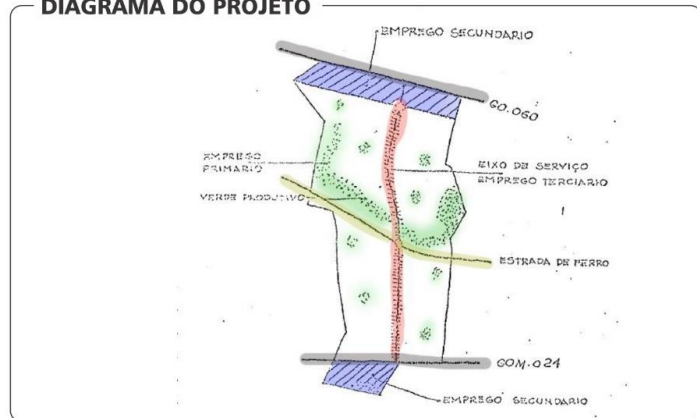 DIAGRAMA DO PROJETO
EMPREGO SECUNDARIO
GO.060
EMPREGO
PRIMARIO
EIXO DE SERVIÇO
EMPREGO TERCIARIO
VERDE PRODUTIVO
ESTRADA DE FERRO
GOM.024
EMPREGO SECUNDARIO